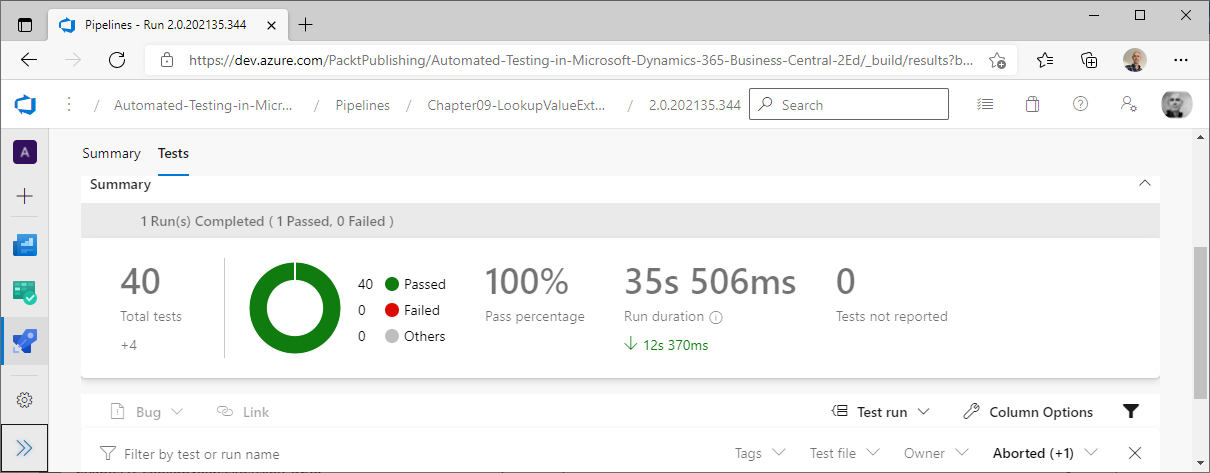 Pipelines - Run 2.0.202135.344
https://dev.azure.com/PacktPublishing/Automated-Testing-in-Microsoft-Dynamics-365-Business-Central-2Ed/_build/results?b...
/ Automated-Testing-in-Micr... / Pipelines / Chapter09-LookupValueExt... / 2.0.202135.344 Search
A
Summary Tests
Summary
1 Run(s) Completed ( 1 Passed, 0 Failed )
40
Total tests
+4
40 Passed
0 Failed
0 Others
100%
Pass percentage
35s 506ms
Run duration
12s 370ms
0
Tests not reported
Bug Link Test run Column Options
Filter by test or run name Tags Test file Owner Aborted (+1)